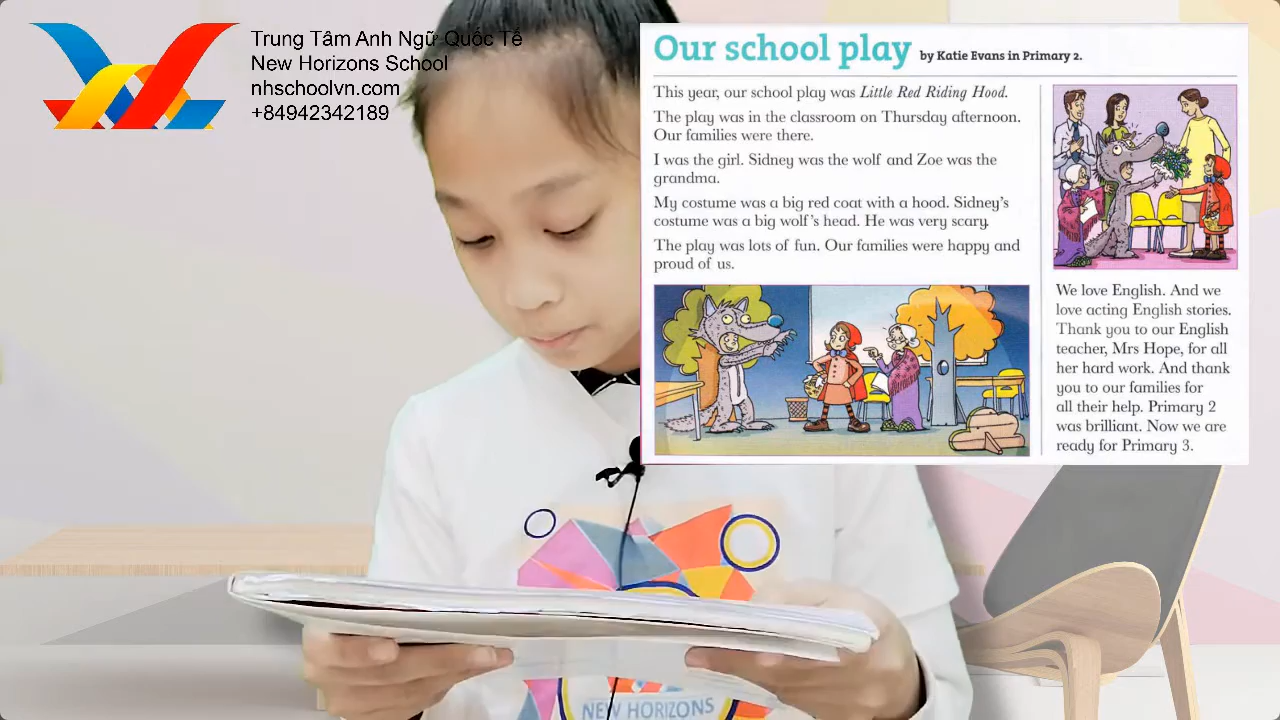 Trung Tâm Anh Ngữ Quốc Tế
New Horizons School
nhschoolvn.com
+84942342189
Our school play by Katie Evans in Primary 2.
This year, our school play was Little Red Riding Hood.
The play was in the classroom on Thursday afternoon.
Our families were there.
I was the girl. Sidney was the wolf and Zoe was the
grandma.
My costume was a big red coat with a hood. Sidney's
costume was a big wolf's head. He was very scary.
The play was lots of fun. Our families were happy and
proud of us.
We love English. And we
love acting English stories.
Thank you to our English
teacher, Mrs Hope, for all
her hard work. And thank
you to our families for
all their help. Primary 2
was brilliant. Now we are
ready for Primary 3.
NEW HORIZONS